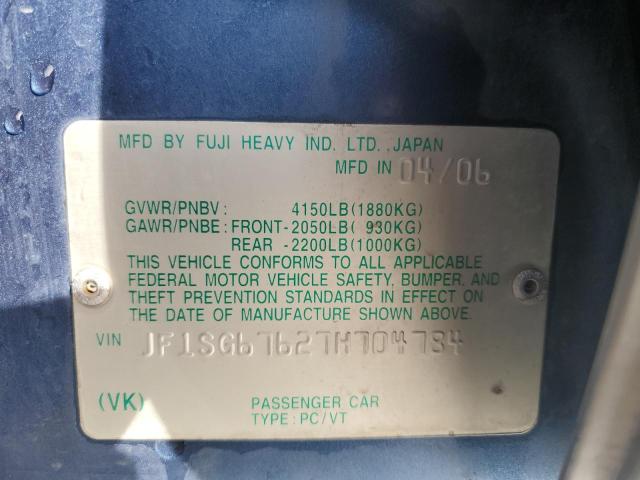 MFD BY FUJI HEAVY IND. LTD., JAPAN
MFD IN 04/06
GVWR/PNBV: 4150LB(1880KG)
GAWR/PNBE: FRONT-2050LB( 930KG)
REAR -2200LB(1000KG)
THIS VEHICLE CONFORMS TO ALL APPLICABLE
FEDERAL MOTOR VEHICLE SAFETY, BUMPER, AND
THEFT PREVENTION STANDARDS IN EFFECT ON
THE DATE OF MANUFACTURE SHOWN ABOVE.
VIN JF1SG67627H704784
(VK) PASSENGER CAR
TYPE: PC/VT